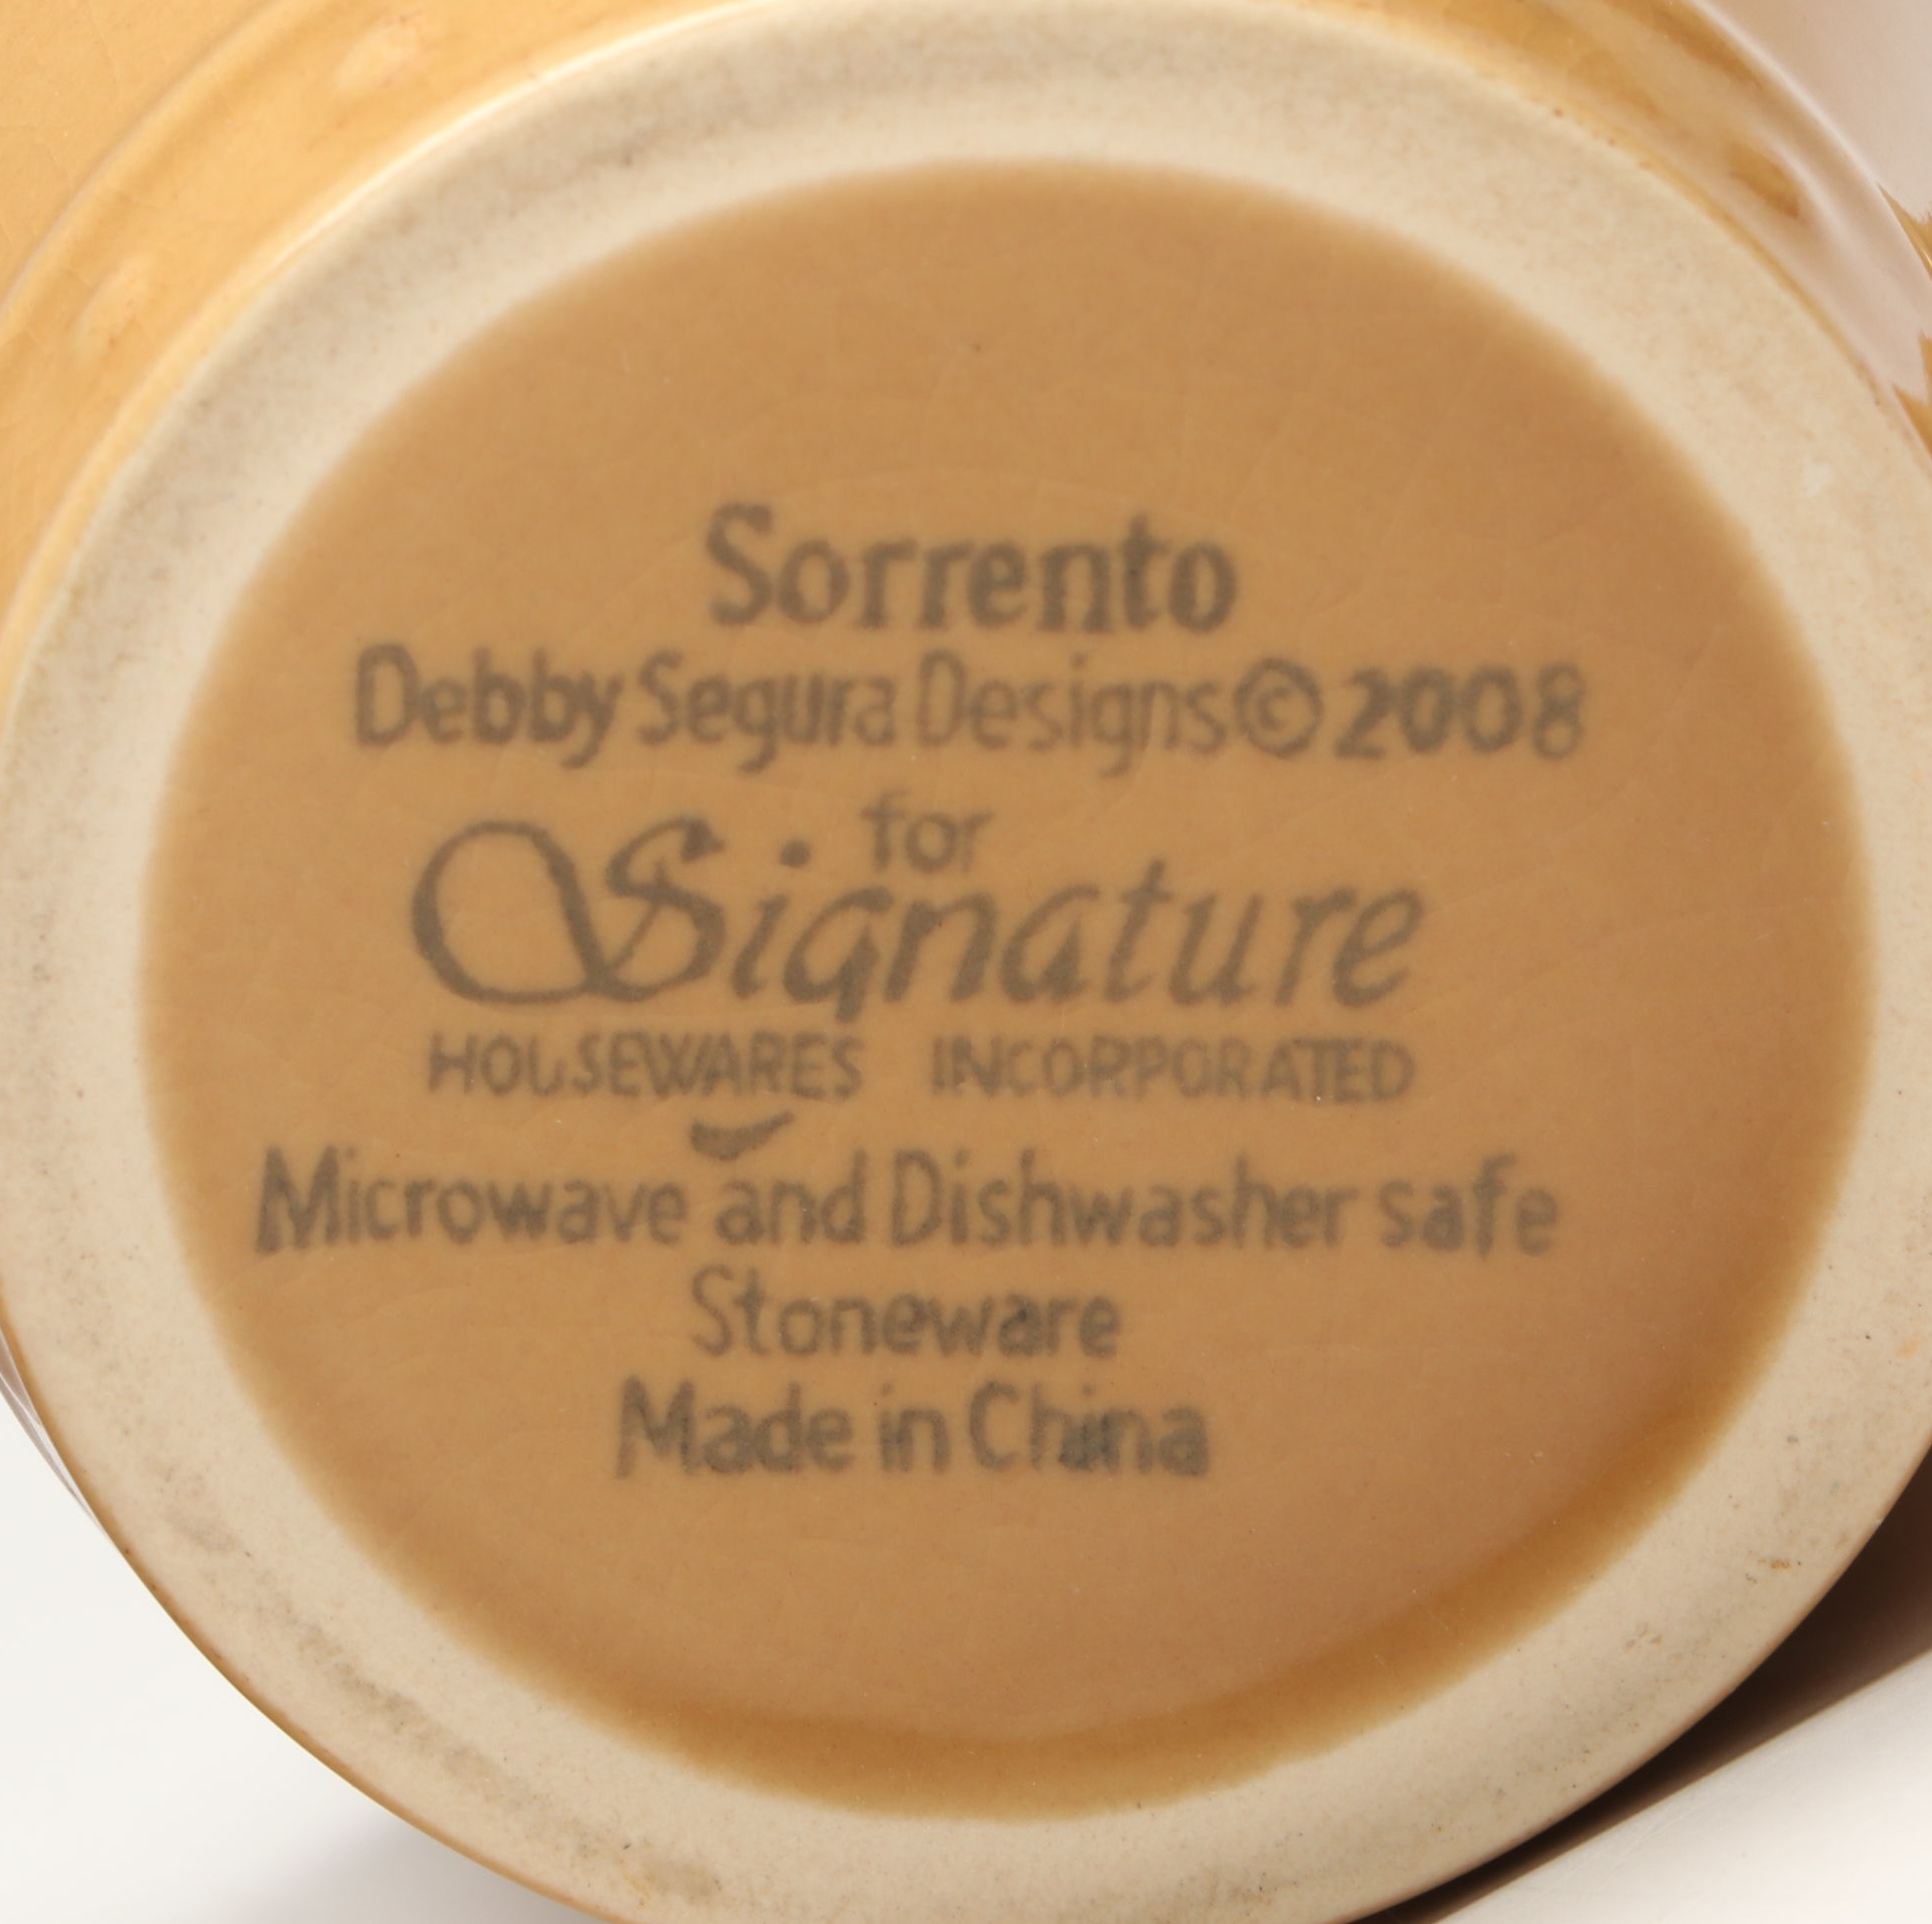 Sorrento
Debby Segura Designs©2008
for
Signature
HOUSEWARES INCORPORATED
Microwave and Dishwasher safe
Stoneware
Made in China